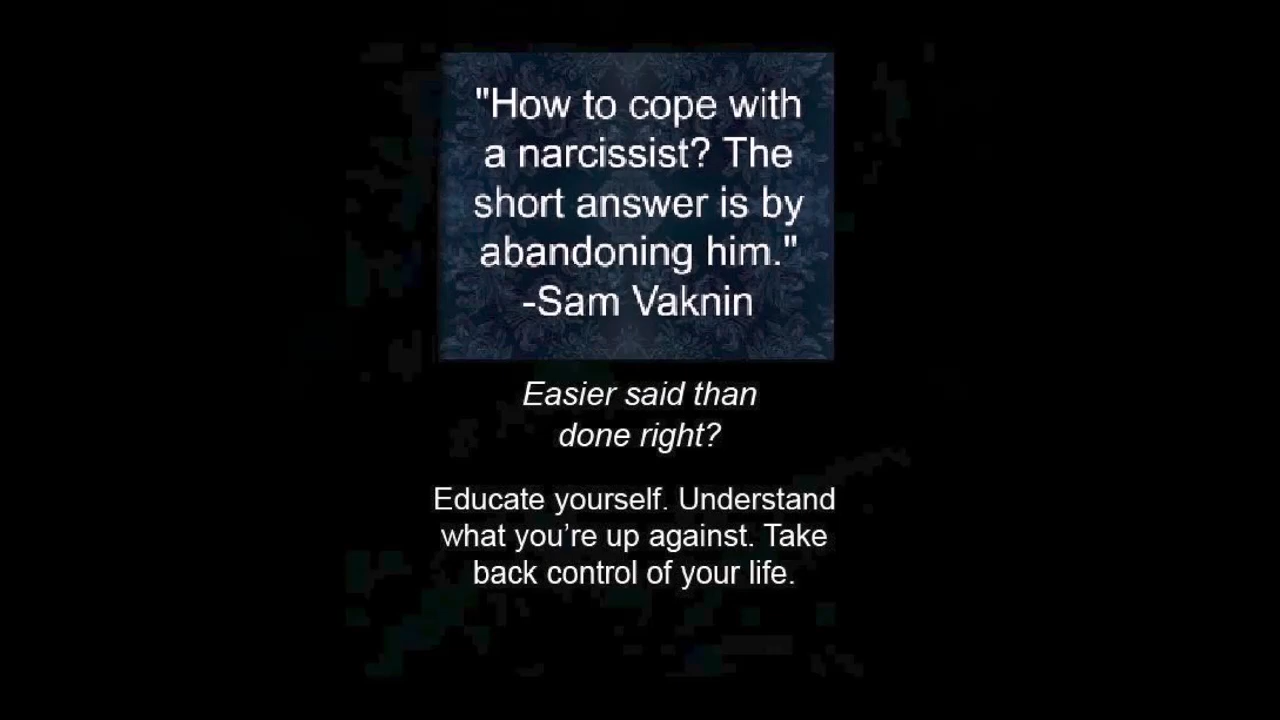 "How to cope with
a narcissist? The
short answer is by
abandoning him."
-Sam Vaknin
Easier said than
done right?
Educate yourself. Understand
what you’re up against. Take
back control of your life.